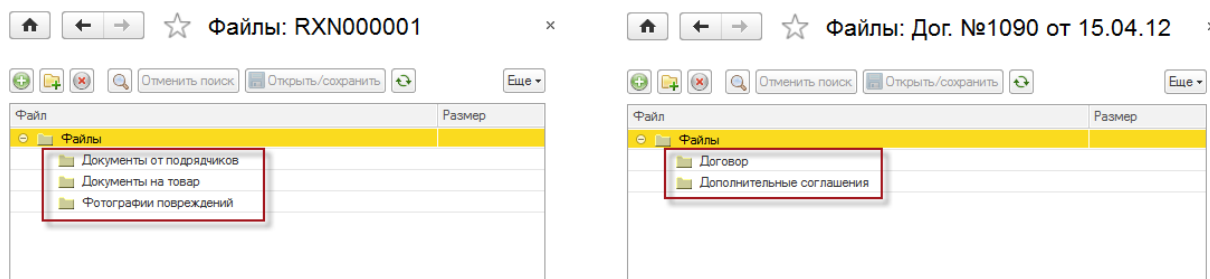 Файлы: RXN000001
Отменить поиск Открыть/сохранить Еще
Файл Размер
Файлы
Документы от подрядчиков
Документы на товар
Фотографии повреждений
Файлы: Дог. №1090 от 15.04.12
Отменить поиск Открыть/сохранить Еще
Файл Размер
Файлы
Договор
Дополнительные соглашения